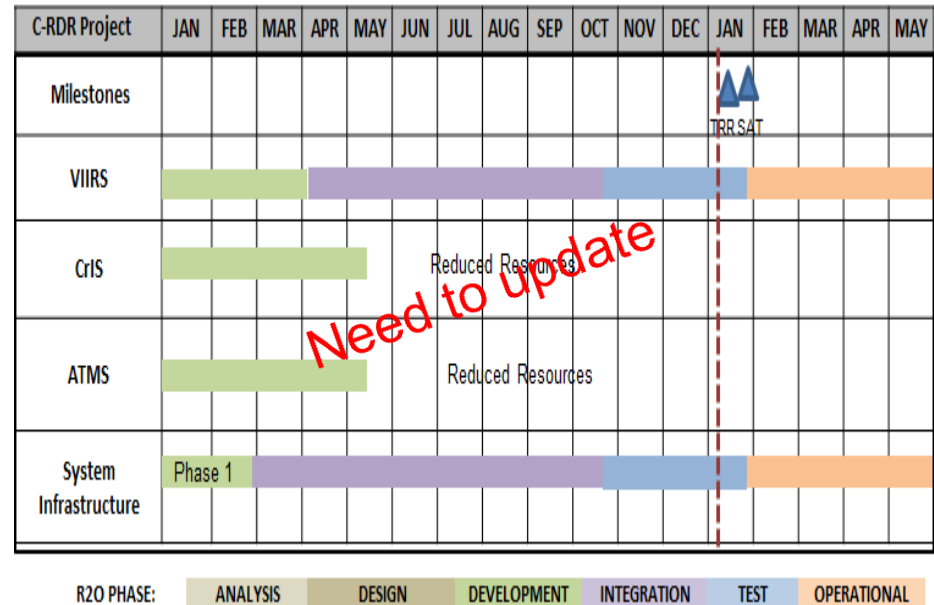 C-RDR Project JAN FEB MAR APR MAY JUN JUL AUG SEP OCT NOV DEC JAN FEB MAR APR MAY
Milestones
TRR SAT
VIIRS
CrIS Reduced Resources
Need to update
ATMS Reduced Resources
System
Infrastructure
Phase 1
R2O PHASE: ANALYSIS DESIGN DEVELOPMENT INTEGRATION TEST OPERATIONAL